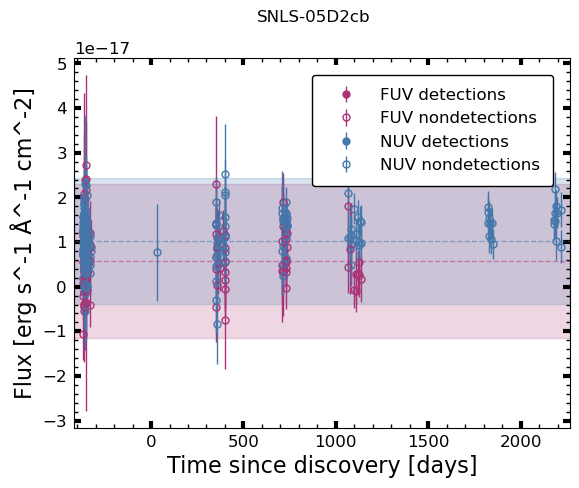 SNLS-05D2cb
1e−17
FUV detections
FUV nondetections
NUV detections
NUV nondetections
Flux [erg s^-1 Å^-1 cm^-2]
5
4
3
2
1
0
−1
−2
−3
0
500
1000
1500
2000
Time since discovery [days]